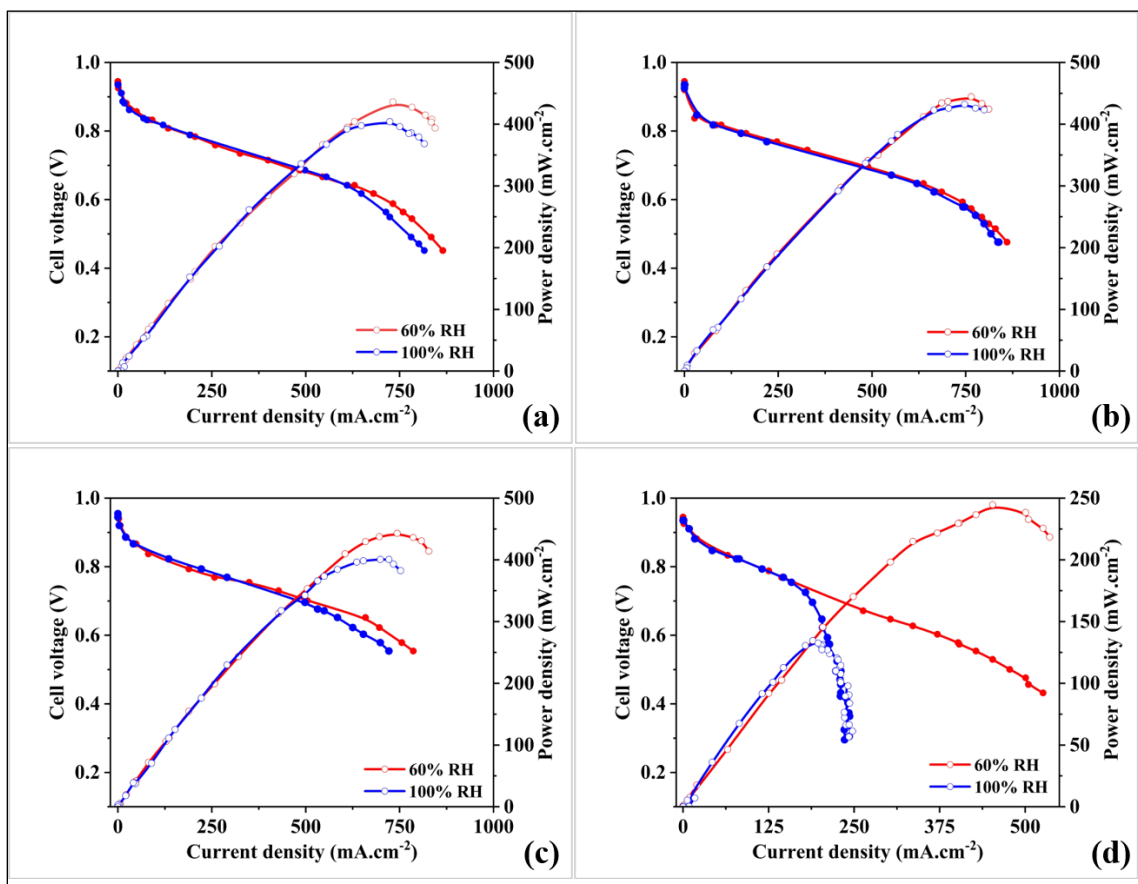 1.0
0.8
0.6
0.4
0.2
Cell voltage (V)
500
400
300
200
100
0
Power density (mW.cm⁻²)
60% RH
100% RH
0 250 500 750 1000
Current density (mA.cm⁻²)
(a)
1.0
0.8
0.6
0.4
0.2
Cell voltage (V)
500
400
300
200
100
0
Power density (mW.cm⁻²)
60% RH
100% RH
0 250 500 750 1000
Current density (mA.cm⁻²)
(b)
1.0
0.8
0.6
0.4
0.2
Cell voltage (V)
500
400
300
200
100
0
Power density (mW.cm⁻²)
60% RH
100% RH
0 250 500 750 1000
Current density (mA.cm⁻²)
(c)
1.0
0.8
0.6
0.4
0.2
Cell voltage (V)
250
200
150
100
50
0
Power density (mW.cm⁻²)
60% RH
100% RH
0 125 250 375 500
Current density (mA.cm⁻²)
(d)